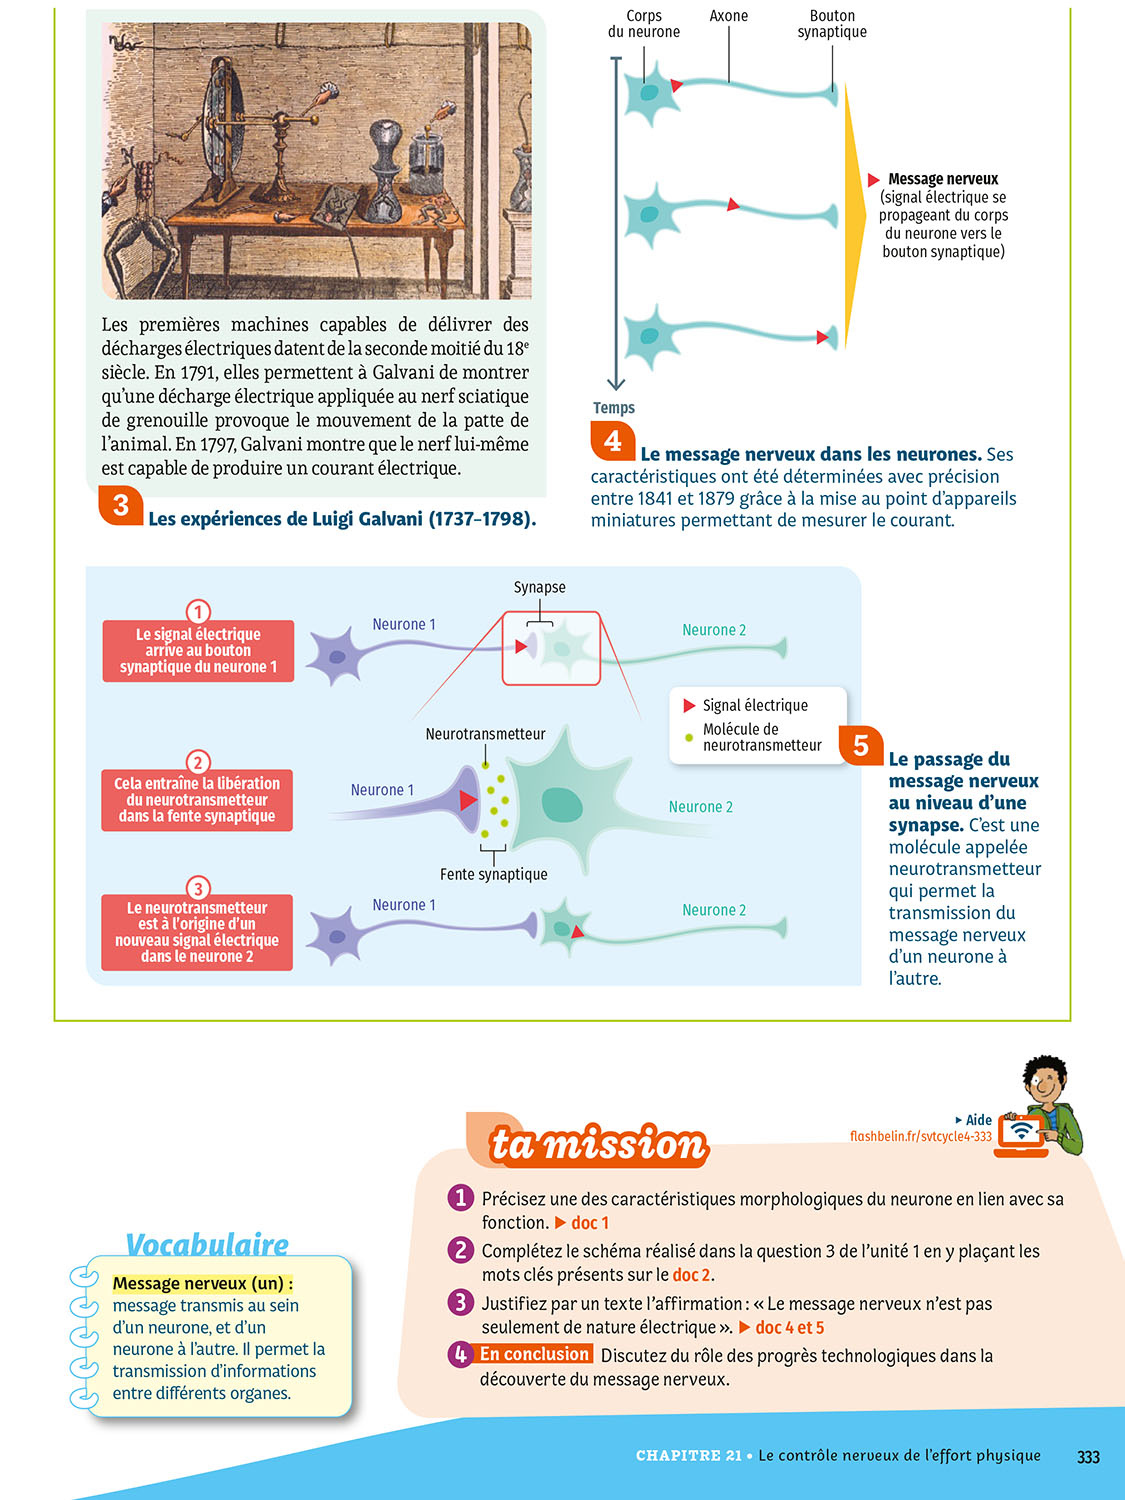 Les premières machines capables de délivrer des
décharges électriques datent de la seconde moitié du 18e
siècle. En 1791, elles permettent à Galvani de montrer
qu'une décharge électrique appliquée au nerf sciatique
de grenouille provoque le mouvement de la patte de
l'animal. En 1797, Galvani montre que le nerf lui-même
est capable de produire un courant électrique.
3 Les expériences de Luigi Galvani (1737-1798).
Corps
du neurone
Axone
Bouton
synaptique
Message nerveux
(signal électrique se
propageant du corps
du neurone vers le
bouton synaptique)
Temps
4 Le message nerveux dans les neurones. Ses
caractéristiques ont été déterminées avec précision
entre 1841 et 1879 grâce à la mise au point d'appareils
miniatures permettant de mesurer le courant.
Synapse
1
Le signal électrique
arrive au bouton
synaptique du neurone 1
Neurone 1
Neurone 2
Signal électrique
Molécule de
neurotransmetteur
Neurotransmetteur
2
Cela entraîne la libération
du neurotransmetteur
dans la fente synaptique
Neurone 1
Neurone 2
Fente synaptique
3
Le neurotransmetteur
est à l'origine d'un
nouveau signal électrique
dans le neurone 2
Neurone 1
Neurone 2
5 Le passage du
message nerveux
au niveau d'une
synapse. C'est une
molécule appelée
neurotransmetteur
qui permet la
transmission du
message nerveux
d'un neurone à
l'autre.
Vocabulaire
Message nerveux (un) :
message transmis au sein
d'un neurone, et d'un
neurone à l'autre. Il permet la
transmission d'informations
entre différents organes.
ta mission
▸ Aide
flashbelin.fr/svtcycle4-333
1 Précisez une des caractéristiques morphologiques du neurone en lien avec sa
fonction. ▶ doc 1
2 Complétez le schéma réalisé dans la question 3 de l'unité 1 en y plaçant les
mots clés présents sur le doc 2.
3 Justifiez par un texte l'affirmation : « Le message nerveux n'est pas
seulement de nature électrique ». ▶ doc 4 et 5
4 En conclusion Discutez du rôle des progrès technologiques dans la
découverte du message nerveux.
CHAPITRE 21 • Le contrôle nerveux de l'effort physique 333